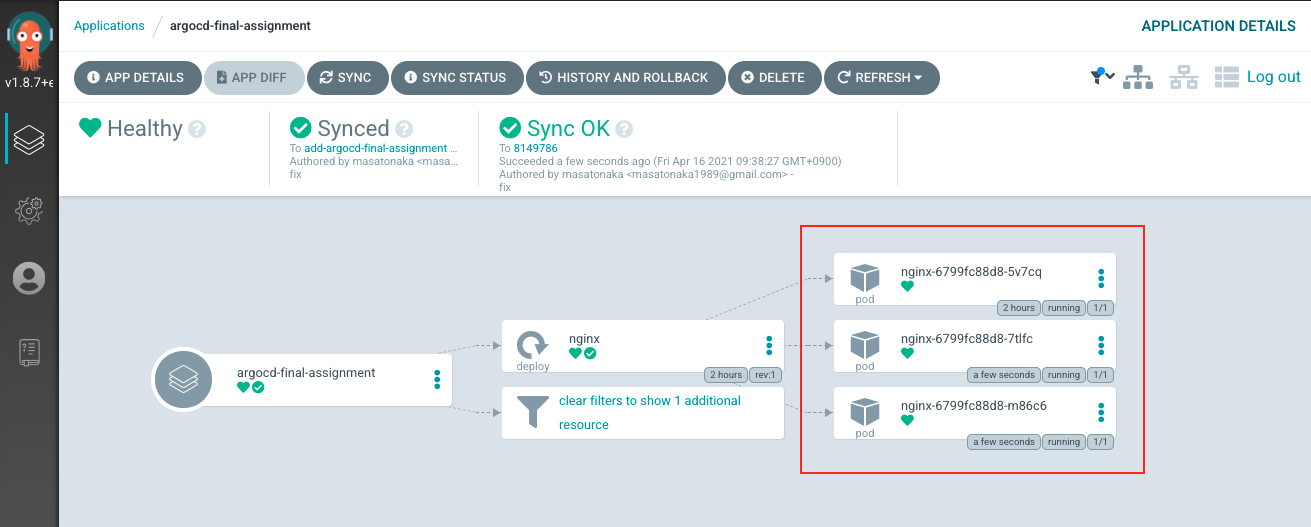 Applications
argocd-final-assignment
APPLICATION DETAILS
v1.8.7+e
APP DETAILS
APP DIFF
SYNC
SYNC STATUS
HISTORY AND ROLLBACK
DELETE
REFRESH
Log out
Healthy
Synced
To add-argocd-final-assignment ...
Authored by masatonaka <masa...
fix
Sync OK
To 8149786
Succeeded a few seconds ago (Fri Apr 16 2021 09:38:27 GMT+0900)
Authored by masatonaka <masatonaka1989@gmail.com> -
fix
argocd-final-assignment
nginx
deploy
2 hours
rev:1
clear filters to show 1 additional
resource
nginx-6799fc88d8-5v7cq
pod
2 hours
running
1/1
nginx-6799fc88d8-7tlfc
pod
a few seconds
running
1/1
nginx-6799fc88d8-m86c6
pod
a few seconds
running
1/1